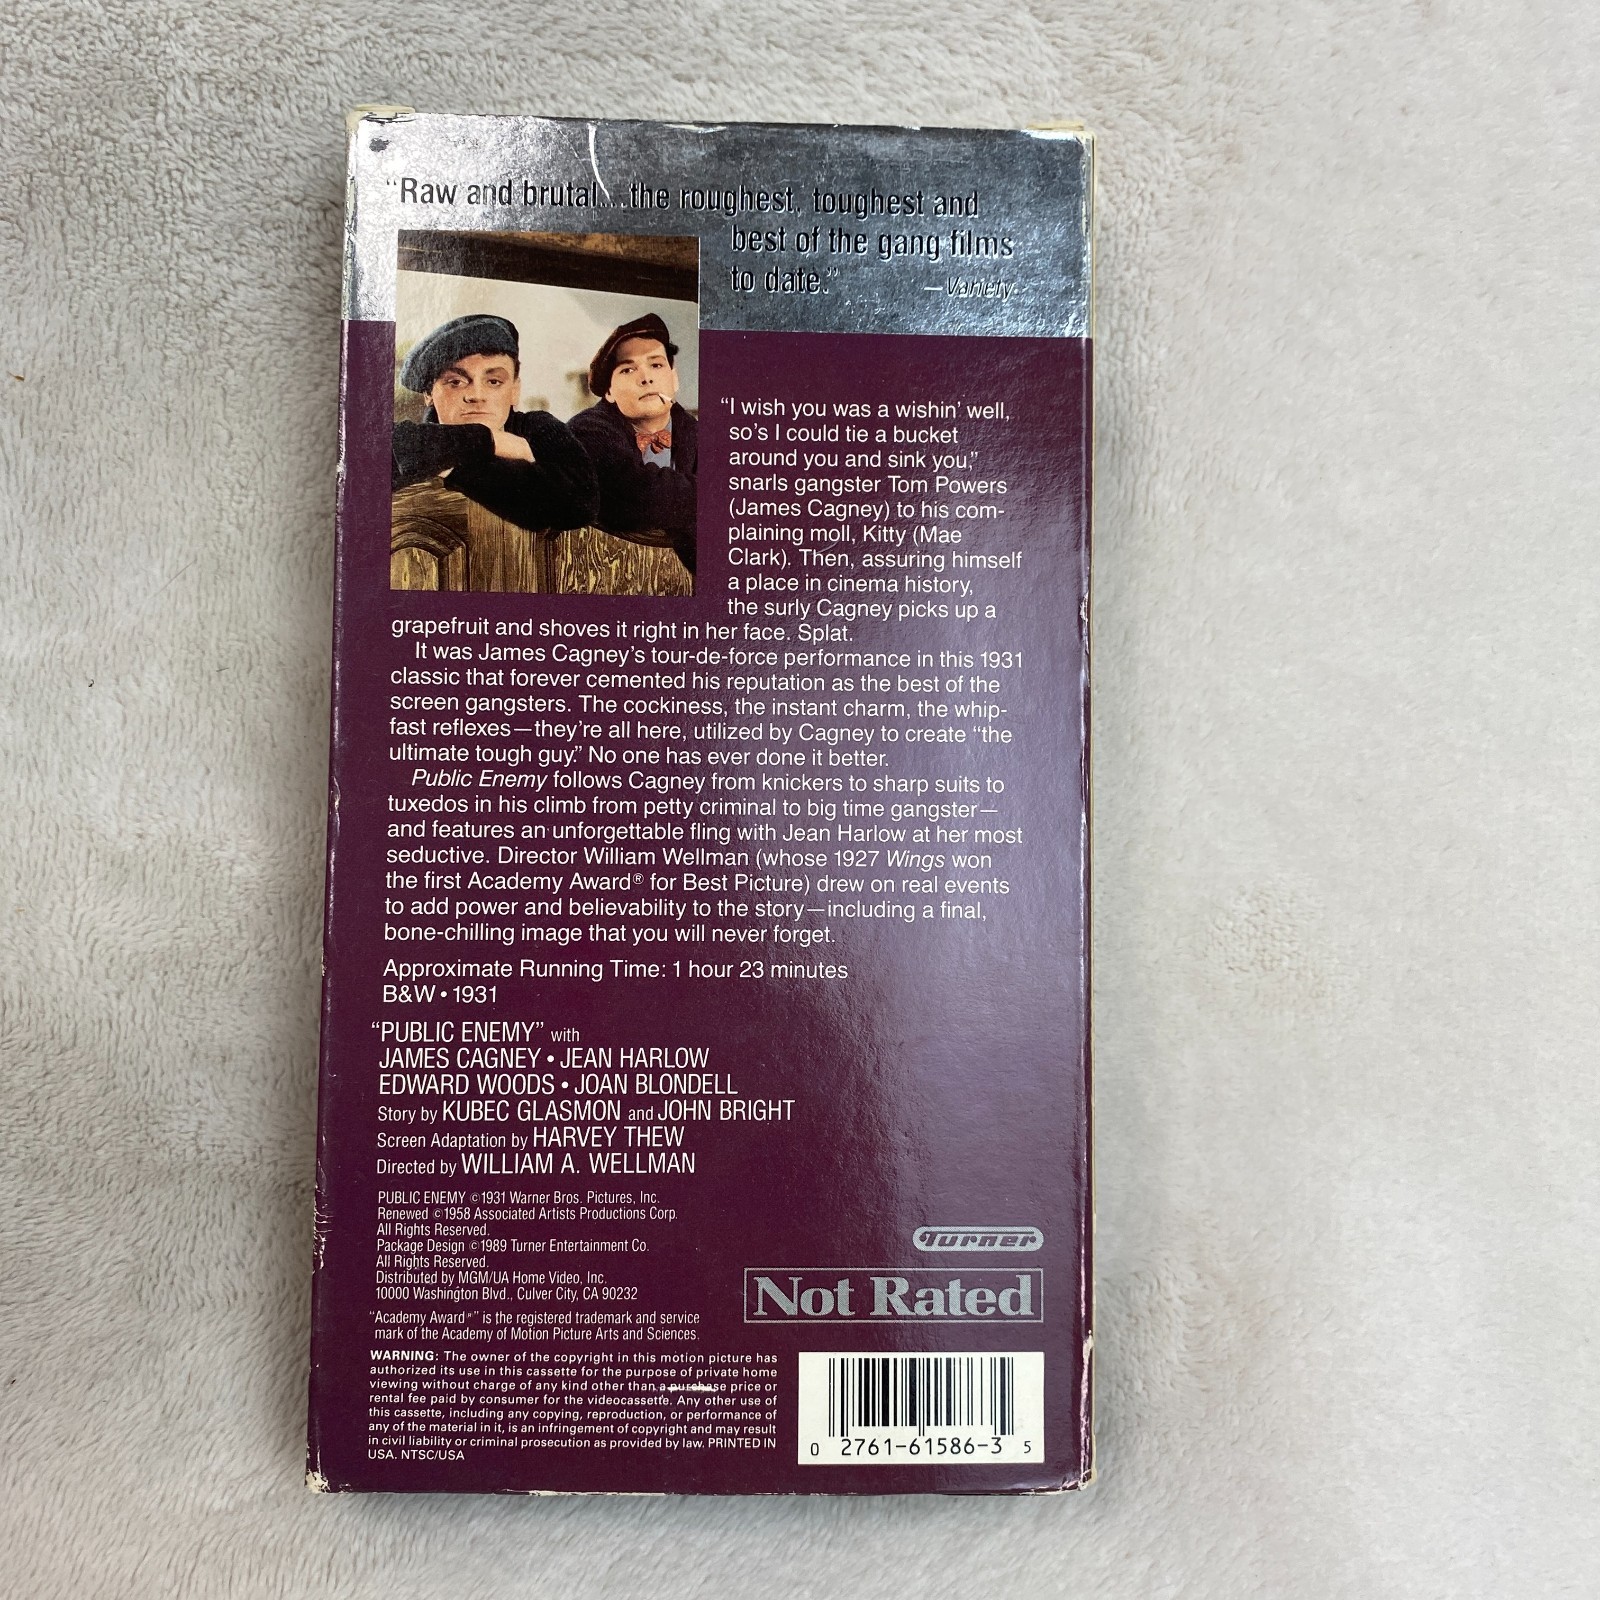 “Raw and brutal...the roughest, toughest and
best of the gang films
to date.”
—Variety
“I wish you was a wishin’ well,
so’s I could tie a bucket
around you and sink you,”
snarls gangster Tom Powers
(James Cagney) to his com-
plaining moll, Kitty (Mae
Clark). Then, assuring himself
a place in cinema history,
the surly Cagney picks up a
grapefruit and shoves it right in her face. Splat.
It was James Cagney’s tour-de-force performance in this 1931
classic that forever cemented his reputation as the best of the
screen gangsters. The cockiness, the instant charm, the whip-
fast reflexes—they’re all here, utilized by Cagney to create “the
ultimate tough guy.” No one has ever done it better.
Public Enemy follows Cagney from knickers to sharp suits to
tuxedos in his climb from petty criminal to big time gangster—
and features an unforgettable fling with Jean Harlow at her most
seductive. Director William Wellman (whose 1927 Wings won
the first Academy Award® for Best Picture) drew on real events
to add power and believability to the story—including a final,
bone-chilling image that you will never forget.
Approximate Running Time: 1 hour 23 minutes
B&W • 1931
“PUBLIC ENEMY” with
JAMES CAGNEY • JEAN HARLOW
EDWARD WOODS • JOAN BLONDELL
Story by KUBEC GLASMON and JOHN BRIGHT
Screen Adaptation by HARVEY THEW
Directed by WILLIAM A. WELLMAN
PUBLIC ENEMY ©1931 Warner Bros. Pictures, Inc.
Renewed ©1958 Associated Artists Productions Corp.
All Rights Reserved.
Package Design ©1989 Turner Entertainment Co.
All Rights Reserved.
Distributed by MGM/UA Home Video, Inc.
10000 Washington Blvd., Culver City, CA 90232
“Academy Award®” is the registered trademark and service
mark of the Academy of Motion Picture Arts and Sciences.
Turner
Not Rated
WARNING: The owner of the copyright in this motion picture has
authorized its use in this cassette for the purpose of private home
viewing without charge of any kind other than a purchase price or
rental fee paid by consumer for the videocassette. Any other use of
this cassette, including any copying, reproduction, or performance of
any of the material in it, is an infringement of copyright and may result
in civil liability or criminal prosecution as provided by law. PRINTED IN
USA. NTSC/USA
0 2761-61586-3 5